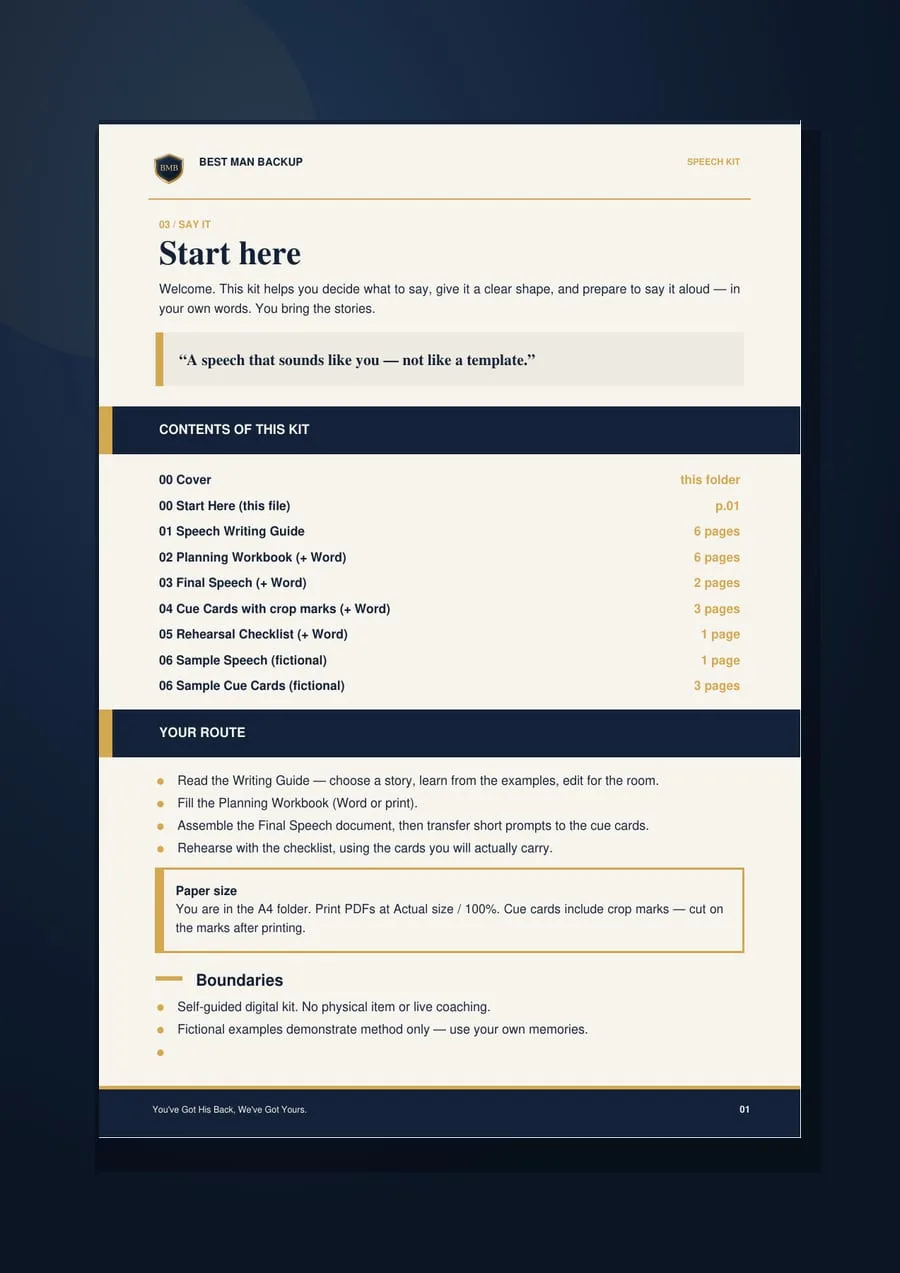 BMB
BEST MAN BACKUP
SPEECH KIT
03 / SAY IT
Start here
Welcome. This kit helps you decide what to say, give it a clear shape, and prepare to say it aloud — in
your own words. You bring the stories.
“A speech that sounds like you — not like a template.”
CONTENTS OF THIS KIT
00 Cover this folder
00 Start Here (this file) p.01
01 Speech Writing Guide 6 pages
02 Planning Workbook (+ Word) 6 pages
03 Final Speech (+ Word) 2 pages
04 Cue Cards with crop marks (+ Word) 3 pages
05 Rehearsal Checklist (+ Word) 1 page
06 Sample Speech (fictional) 1 page
06 Sample Cue Cards (fictional) 3 pages
YOUR ROUTE
Read the Writing Guide — choose a story, learn from the examples, edit for the room.
Fill the Planning Workbook (Word or print).
Assemble the Final Speech document, then transfer short prompts to the cue cards.
Rehearse with the checklist, using the cards you will actually carry.
Paper size
You are in the A4 folder. Print PDFs at Actual size / 100%. Cue cards include crop marks — cut on
the marks after printing.
Boundaries
Self-guided digital kit. No physical item or live coaching.
Fictional examples demonstrate method only — use your own memories.
You've Got His Back, We've Got Yours.
01